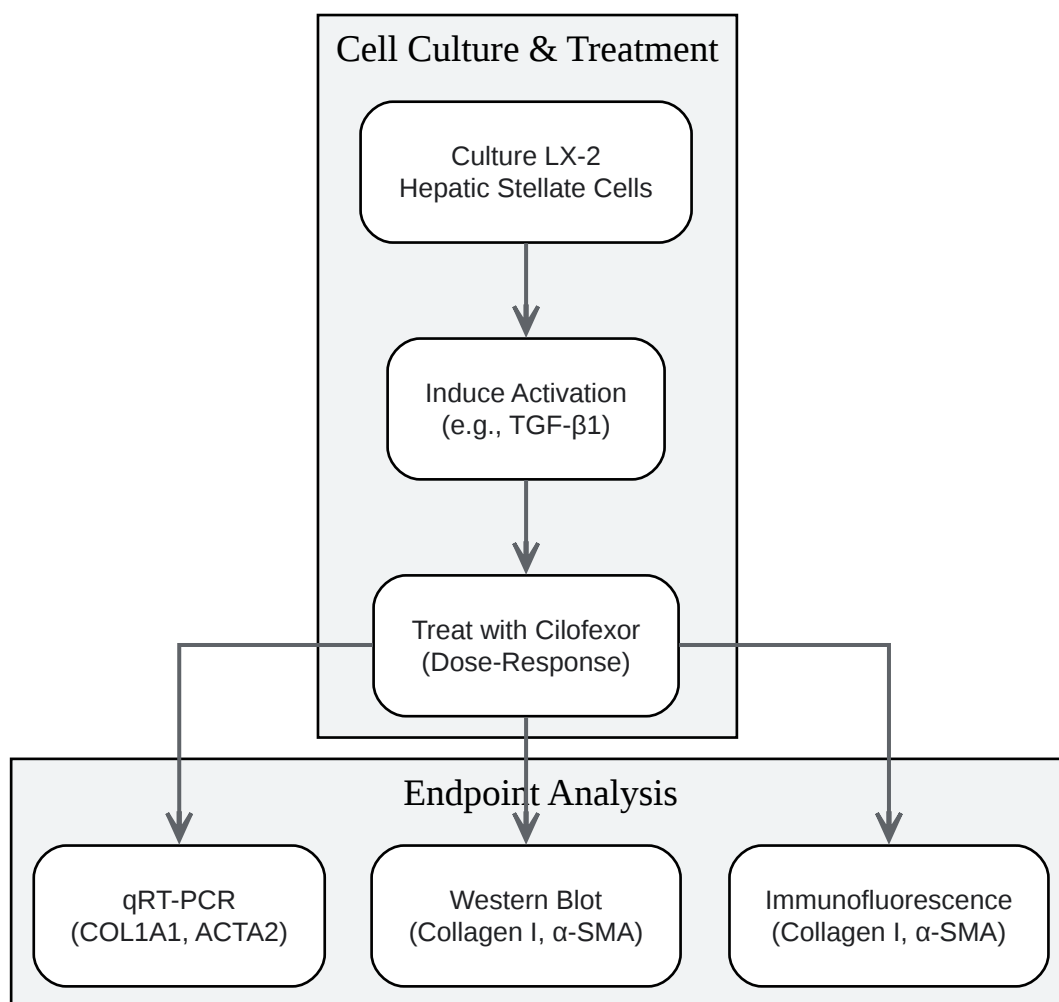 Cell Culture & Treatment
Culture LX-2
Hepatic Stellate Cells
Induce Activation
(e.g., TGF-β1)
Treat with Cilofexor
(Dose-Response)
Endpoint Analysis
qRT-PCR
(COL1A1, ACTA2)
Western Blot
(Collagen I, α-SMA)
Immunofluorescence
(Collagen I, α-SMA)